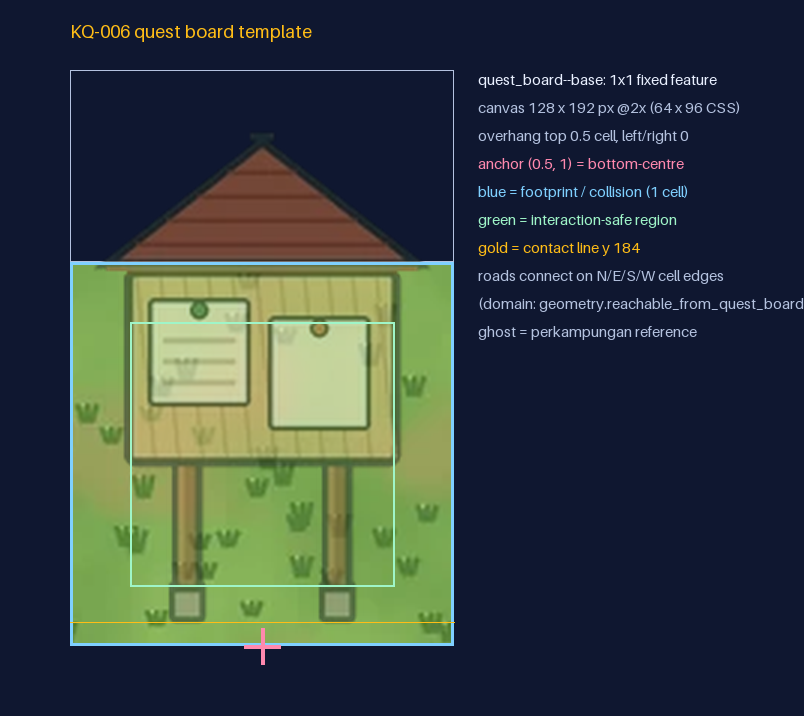 KQ-006 quest board template
quest_board--base: 1x1 fixed feature
canvas 128 x 192 px @2x (64 x 96 CSS)
overhang top 0.5 cell, left/right 0
anchor (0.5, 1) = bottom-centre
blue = footprint / collision (1 cell)
green = interaction-safe region
gold = contact line y 184
roads connect on N/E/S/W cell edges
(domain: geometry.reachable_from_quest_board
ghost = perkampungan reference